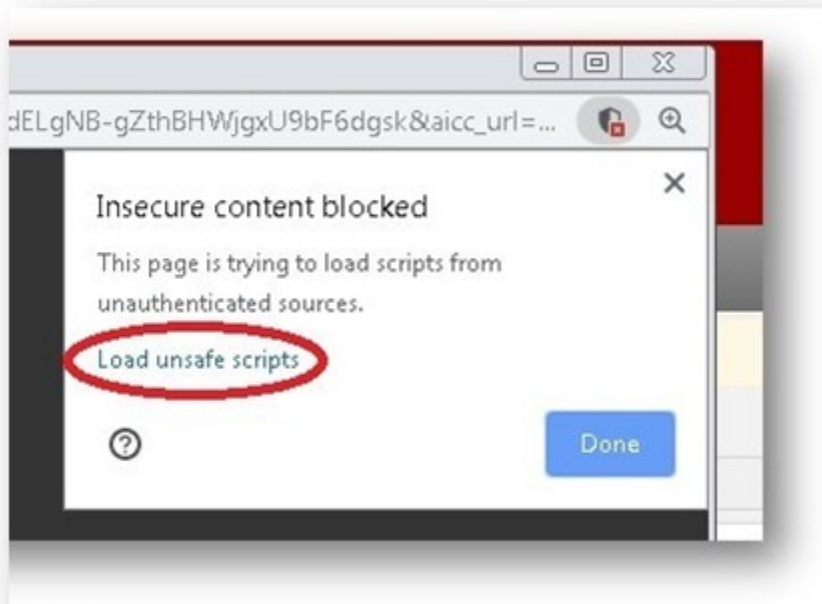 dELgNB-gZthBHWjgxU9bF6dgsk&aicc_url=...
Insecure content blocked
This page is trying to load scripts from
unauthenticated sources.
Load unsafe scripts
Done